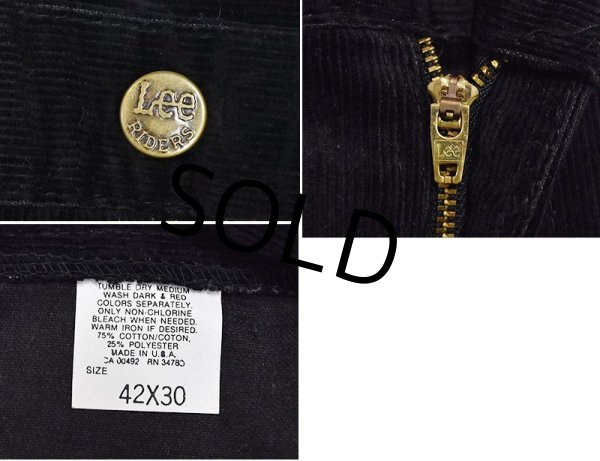 Lee
RIDERS
Lee
SOLD
TUMBLE DRY MEDIUM
WASH DARK & RED
COLORS SEPARATELY.
ONLY NON-CHLORINE
BLEACH WHEN NEEDED.
WARM IRON IF DESIRED.
75% COTTON/COTON,
25% POLYESTER
MADE IN U.S.A.
CA 00492 RN 34780
SIZE
42X30